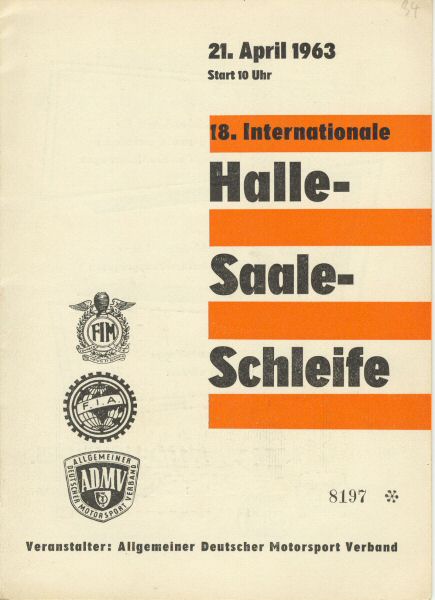 34
21. April 1963
Start 10 Uhr
18. Internationale
Halle-
Saale-
Schleife
FIM
F.I.A
ALLGEMEINER
DEUTSCHER MOTORSPORT VERBAND
ADMV
8197 *
Veranstalter: Allgemeiner Deutscher Motorsport Verband